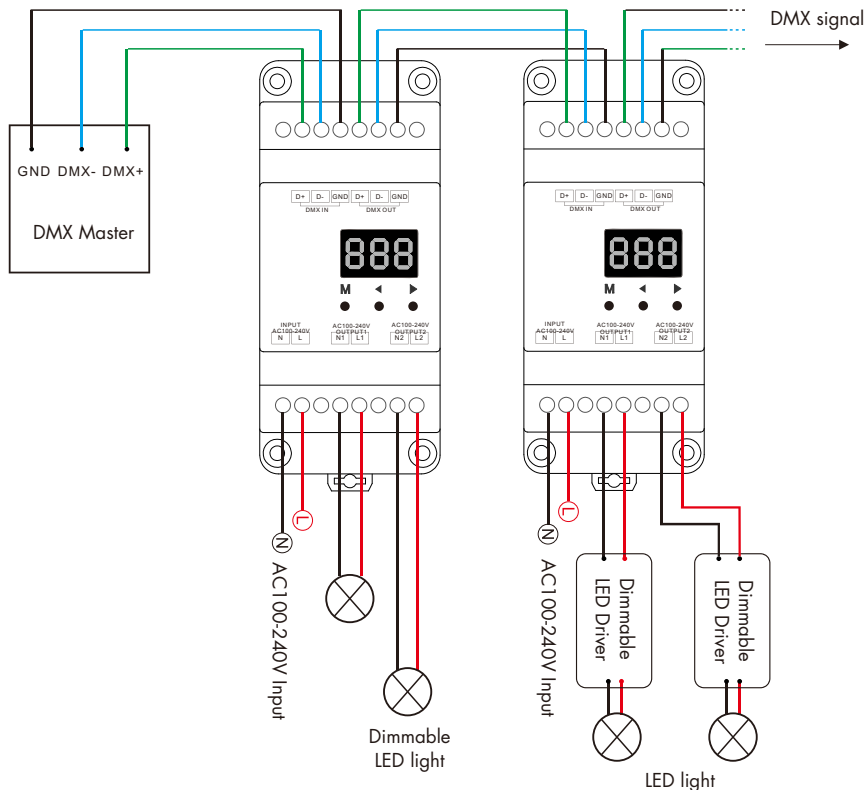 DMX signal
GND DMX- DMX+
DMX Master
D+ D- GND D+ D- GND
DMX IN DMX OUT
888
M
INPUT
AC100-240V
N L
AC100-240V
OUTPUT1
N1 L1
AC100-240V
OUTPUT2
N2 L2
D+ D- GND D+ D- GND
DMX IN DMX OUT
888
M
INPUT
AC100-240V
N L
AC100-240V
OUTPUT1
N1 L1
AC100-240V
OUTPUT2
N2 L2
L
N
AC100-240V Input
Dimmable
LED light
L
N
AC100-240V Input
Dimmable
LED Driver
Dimmable
LED Driver
LED light